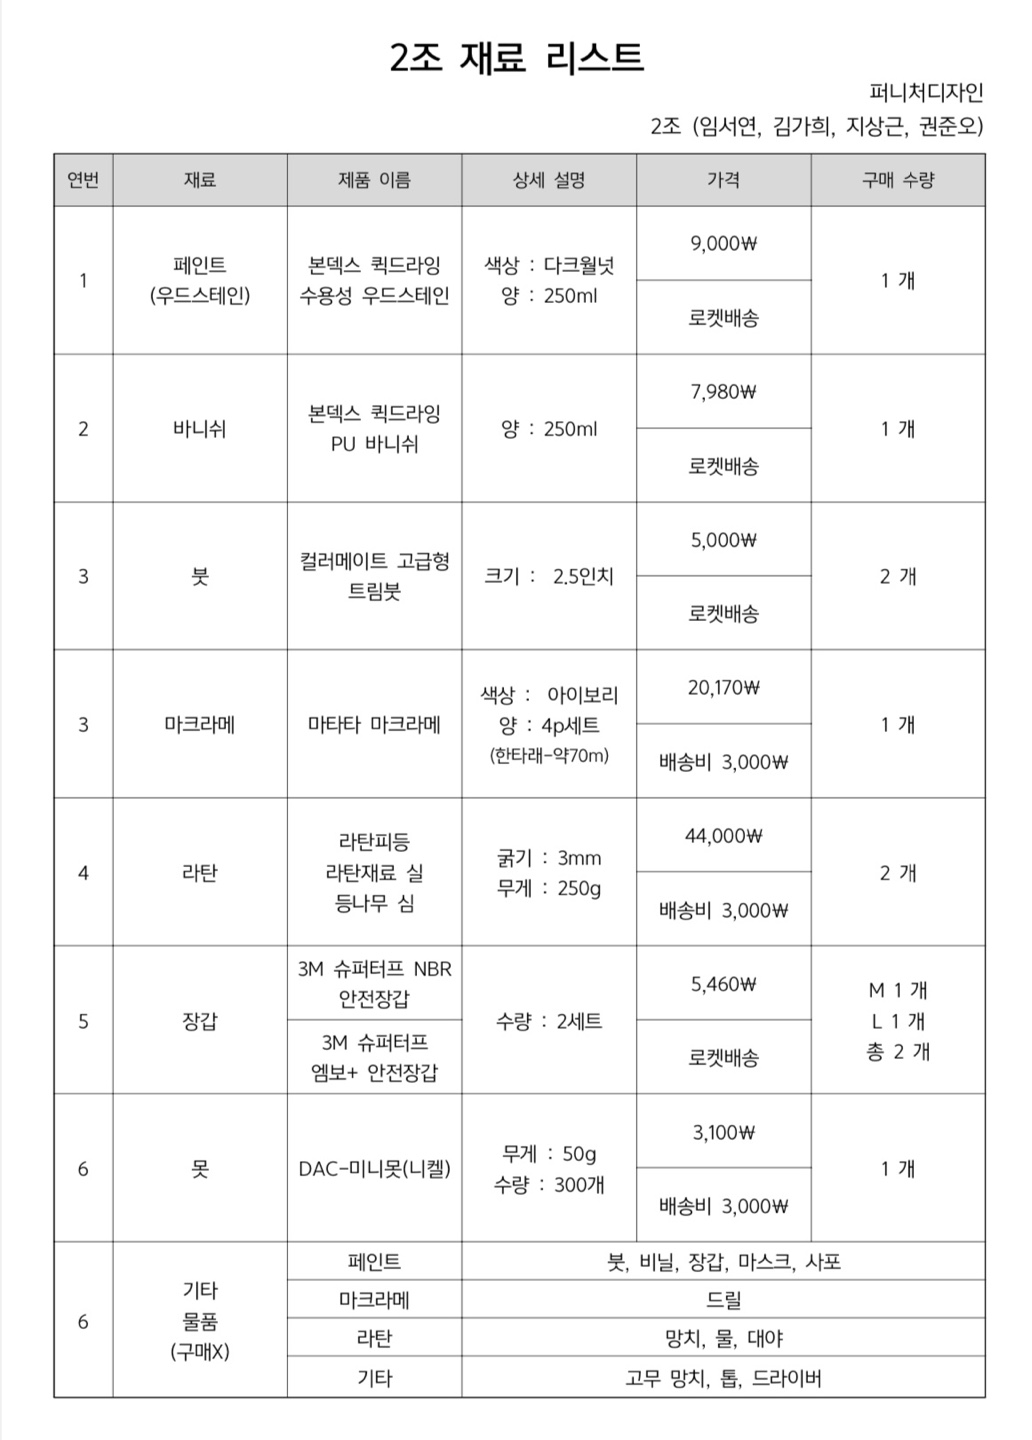 2조 재료 리스트
퍼니처디자인
2조 (임서연, 김가희, 지상근, 권준오)
연번 재료 제품 이름 상세 설명 가격 구매 수량
1
페인트
(우드스테인)
본덱스 퀵드라잉
수용성 우드스테인
색상 : 다크월넛
양 : 250ml
9,000₩
로켓배송
1 개
2
바니쉬
본덱스 퀵드라잉
PU 바니쉬
양 : 250ml
7,980₩
로켓배송
1 개
3
붓
컬러메이트 고급형
트림붓
크기 : 2.5인치
5,000₩
로켓배송
2 개
3
마크라메
마타타 마크라메
색상 : 아이보리
양 : 4p세트
(한타래-약70m)
20,170₩
배송비 3,000₩
1 개
4
라탄
라탄피등
라탄재료 실
등나무 심
굵기 : 3mm
무게 : 250g
44,000₩
배송비 3,000₩
2 개
5
장갑
3M 슈퍼터프 NBR
안전장갑
3M 슈퍼터프
엠보+ 안전장갑
수량 : 2세트
5,460₩
로켓배송
M 1 개
L 1 개
총 2 개
6
못
DAC-미니못(니켈)
무게 : 50g
수량 : 300개
3,100₩
배송비 3,000₩
1 개
6
기타
물품
(구매X)
페인트 붓, 비닐, 장갑, 마스크, 사포
마크라메 드릴
라탄 망치, 물, 대야
기타 고무 망치, 톱, 드라이버